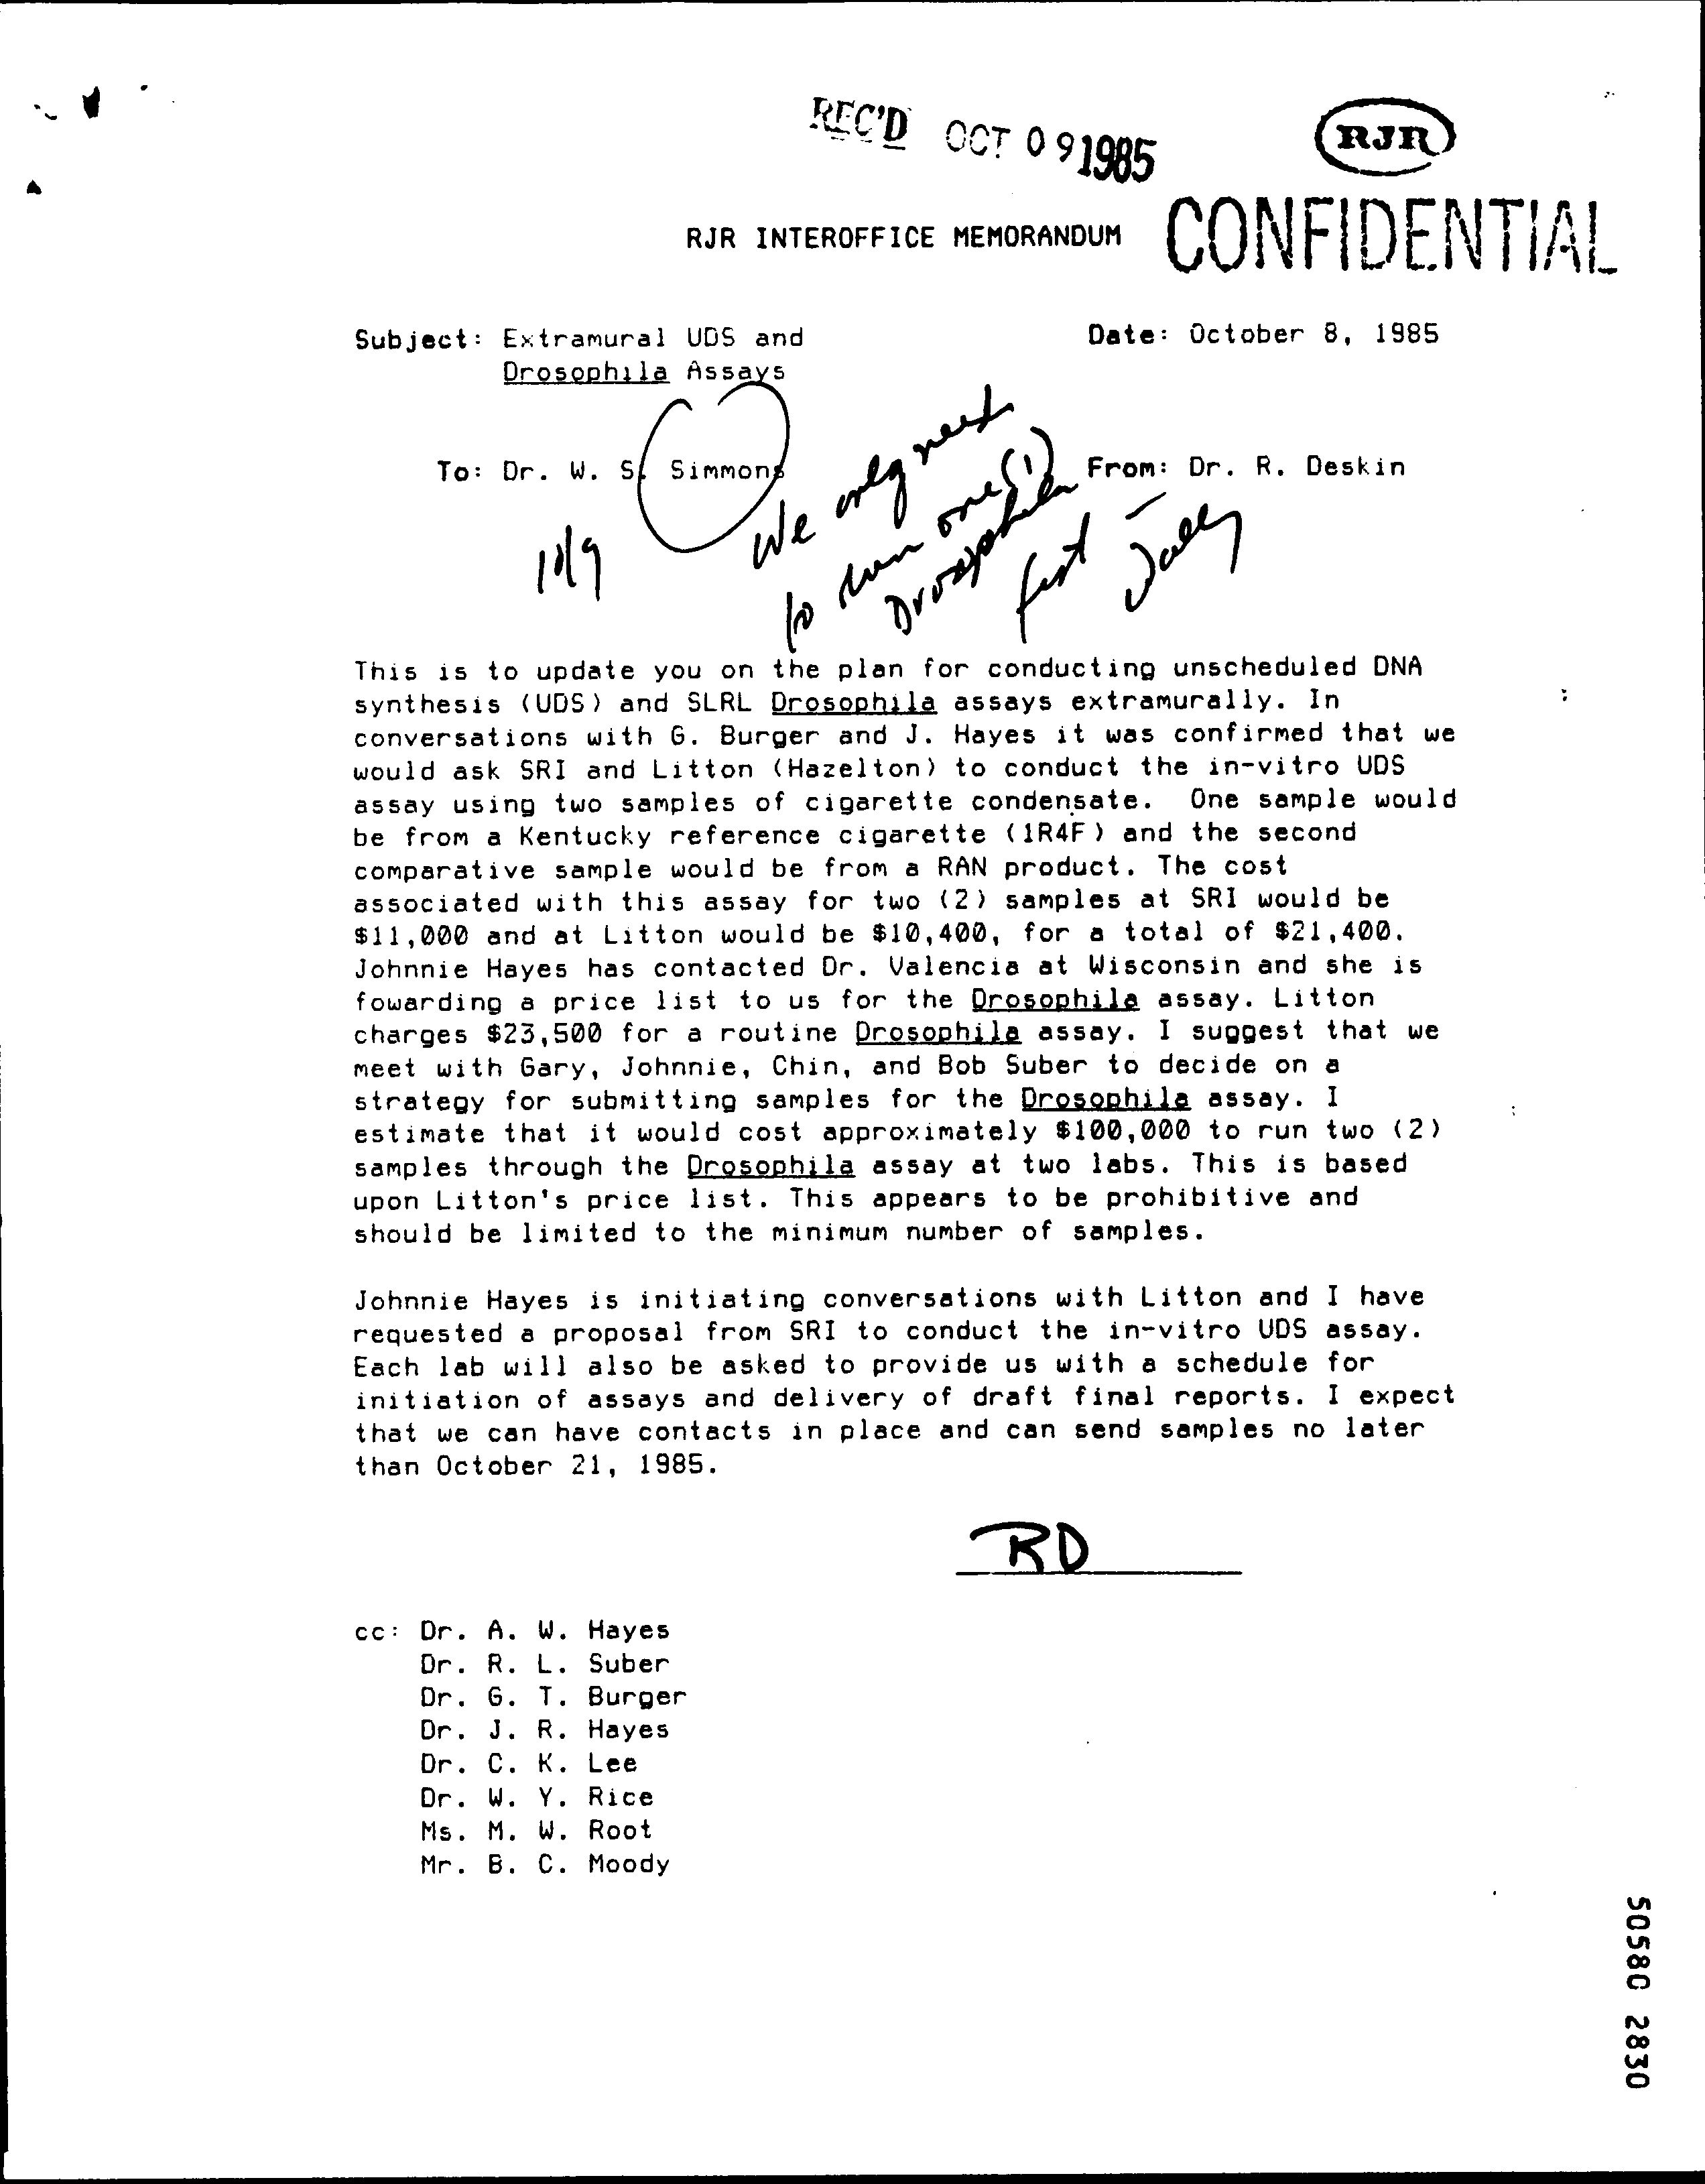 REC'D OCT 09 1985
RJR
RJR INTEROFFICE MEMORANDUM
CONFIDENTIAL
Subject: Extramural UDS and
Drosophila Assays
Date: October 8, 1985
To: Dr. W. S. Simmons
From: Dr. R. Deskin
10/9
We only need
to run one (1)
Drosophila
first -
Wally
This is to update you on the plan for conducting unscheduled DNA
synthesis (UDS) and SLRL Drosophila assays extramurally. In
conversations with G. Burger and J. Hayes it was confirmed that we
would ask SRI and Litton (Hazelton) to conduct the in-vitro UDS
assay using two samples of cigarette condensate. One sample would
be from a Kentucky reference cigarette (1R4F) and the second
comparative sample would be from a RAN product. The cost
associated with this assay for two (2) samples at SRI would be
$11,000 and at Litton would be $10,400, for a total of $21,400.
Johnnie Hayes has contacted Dr. Valencia at Wisconsin and she is
fowarding a price list to us for the Drosophila assay. Litton
charges $23,500 for a routine Drosophila assay. I suggest that we
meet with Gary, Johnnie, Chin, and Bob Suber to decide on a
strategy for submitting samples for the Drosophila assay. I
estimate that it would cost approximately $100,000 to run two (2)
samples through the Drosophila assay at two labs. This is based
upon Litton's price list. This appears to be prohibitive and
should be limited to the minimum number of samples.
Johnnie Hayes is initiating conversations with Litton and I have
requested a proposal from SRI to conduct the in-vitro UDS assay.
Each lab will also be asked to provide us with a schedule for
initiation of assays and delivery of draft final reports. I expect
that we can have contacts in place and can send samples no later
than October 21, 1985.
RD
cc: Dr. A. W. Hayes
Dr. R. L. Suber
Dr. G. T. Burger
Dr. J. R. Hayes
Dr. C. K. Lee
Dr. W. Y. Rice
Ms. M. W. Root
Mr. B. C. Moody
50580 2830